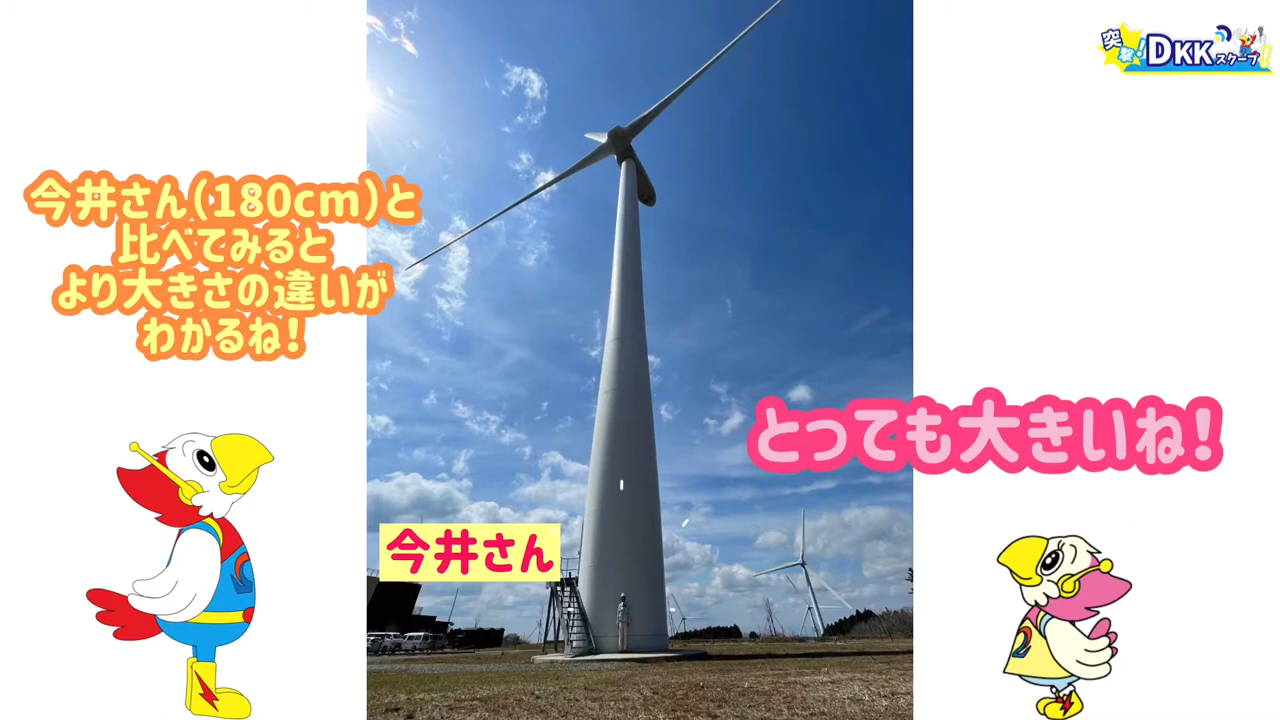 突撃!DKKスクープ!!
今井さん(180cm)と
比べてみると
より大きさの違いが
わかるね!
とっても大きいね!
今井さん